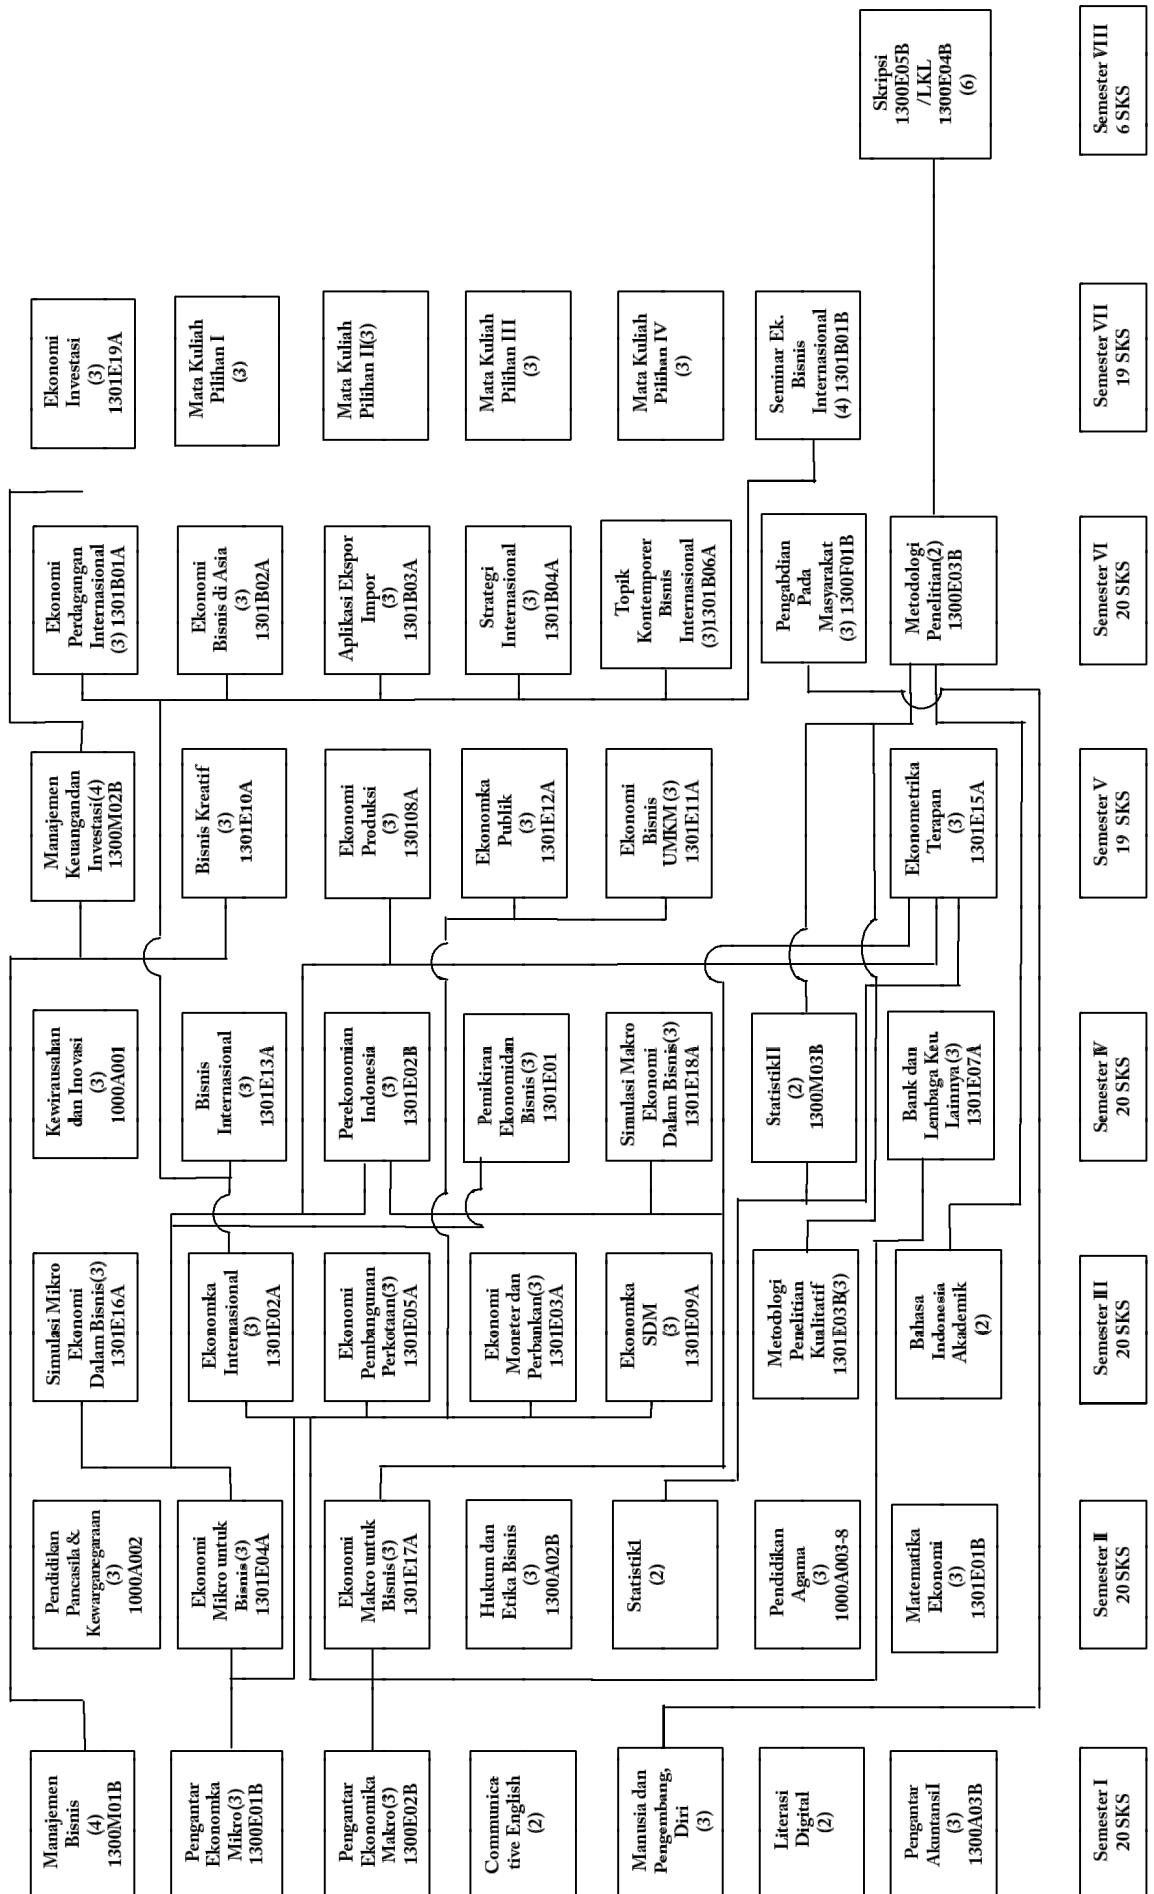 Manajemen
Bisnis
(4)
1300M01B
Pengantar
Ekonomka
Mikro(3)
1300E01B
Pengantar
Ekonomika
Makro(3)
1300E02B
Communica
tive English
(2)
Manusia dan
Pengembang,
Diri
(3)
Literasi
Digital
(2)
Pengantar
AkuntansiI
(3)
1300A03B
Semester I
20 SKS
Pendidikan
Pancasila &
Kewarganegaraan
(3)
1000A002
Ekonomi
Mikro untuk
Bisnis(3)
1301E04A
Ekonomi
Makro untuk
Bisnis(3)
1301E17A
Hukum dan
Etika Bisnis
(3)
1300A02B
StatistikI
(2)
Pendidikan
Agama
(3)
1000A003-8
Matematika
Ekonomi
(3)
1301E01B
Semester II
20 SKS
Simulasi Mikro
Ekonomi
Dalam Bisnis(3)
1301E16A
Ekonomka
Internasional
(3)
1301E02A
Ekonomi
Pembangunan
Perkotaan(3)
1301E05A
Ekonomi
Moneter dan
Perbankan(3)
1301E03A
Ekonomka
SDM
(3)
1301E09A
Metodologi
Penelitian
Kualitatif
1301E03B(3)
Bahasa
Indonesia
Akademik
(2)
Semester III
20 SKS
Kewirausahan
dan Inovasi
(3)
1000A001
Bisnis
Internasional
(3)
1301E13A
Perekonomian
Indonesia
(3)
1301E02B
Pemikiran
Ekonomidan
Bisnis (3)
1301E01
Simulasi Makro
Ekonomi
Dalam Bisnis(3)
1301E18A
StatistikII
(2)
1300M03B
Bank dan
Lembaga Keu.
Lainnya (3)
1301E07A
Semester IV
20 SKS
Manajemen
Keuangandan
Investasi(4)
1300M02B
Bisnis Kreatif
(3)
1301E10A
Ekonomi
Produksi
(3)
130108A
Ekonomka
Publik
(3)
1301E12A
Ekonomi
Bisnis
UMKM (3)
1301E11A
Ekonometrika
Terapan
(3)
1301E15A
Semester V
19 SKS
Ekonomi
Perdagangan
Internasional
(3) 1301B01A
Ekonomi
Bisnis di Asia
(3)
1301B02A
Aplikasi Ekspor
Impor
(3)
1301B03A
Strategi
Internasional
(3)
1301B04A
Topik
Kontemporer
Bisnis
Internasional
(3)1301B06A
Pengabdian
Pada
Masyarakat
(3) 1300F01B
Metodologi
Penelitian(2)
1300E03B
Semester VI
20 SKS
Ekonomi
Investasi
(3)
1301E19A
Mata Kuliah
Pilihan I
(3)
Mata Kuliah
Pilihan II(3)
Mata Kuliah
Pilihan III
(3)
Mata Kuliah
Pilihan IV
(3)
Seminar Ek.
Bisnis
Internasional
(4) 1301B01B
Semester VII
19 SKS
Skripsi
1300E05B
/LKL
1300E04B
(6)
Semester VIII
6 SKS